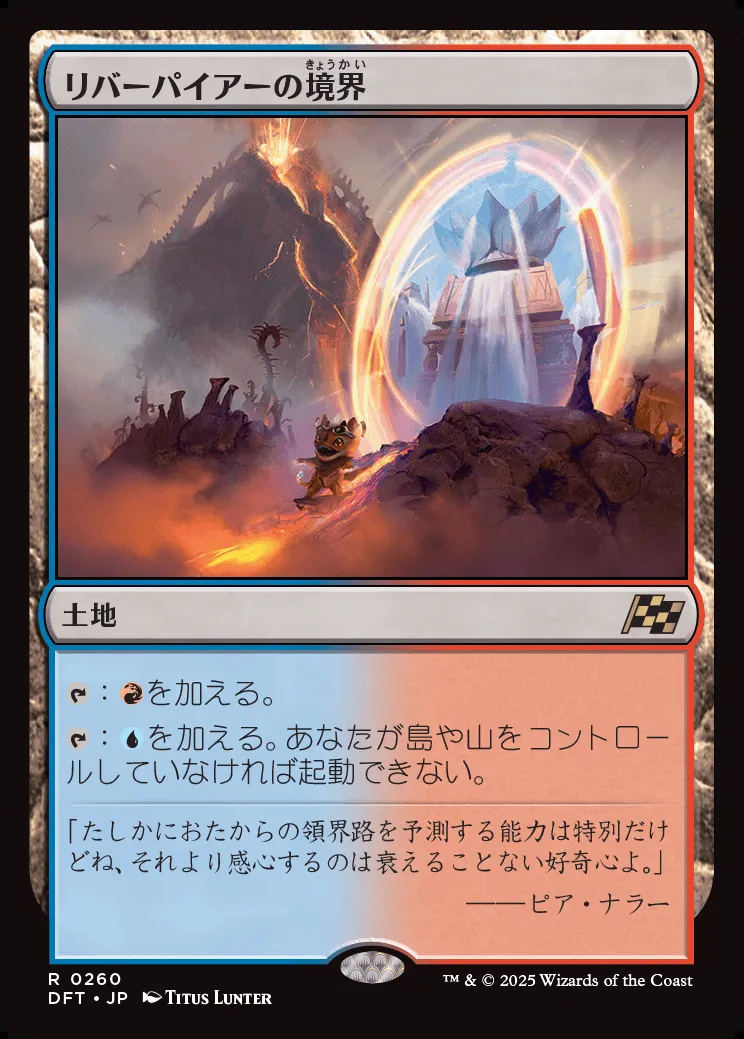 きょうかい
リバーパイアーの境界
土地
：を加える。
：を加える。あなたが島や山をコントロー
ルしていなければ起動できない。
「たしかにおたからの領界路を予測する能力は特別だけ
どね、それより感心するのは衰えることない好奇心よ。」
――ピア・ナラー
R 0260
DFT • JP Titus Lunter
™ & © 2025 Wizards of the Coast